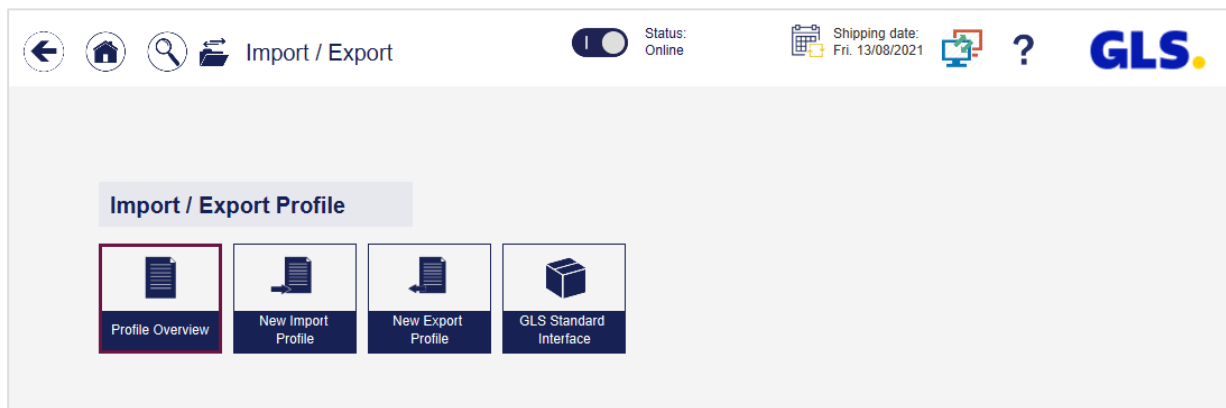 Import / Export
Status:
Online
Shipping date:
Fri. 13/08/2021
?
GLS.
Import / Export Profile
Profile Overview
New Import
Profile
New Export
Profile
GLS Standard
Interface